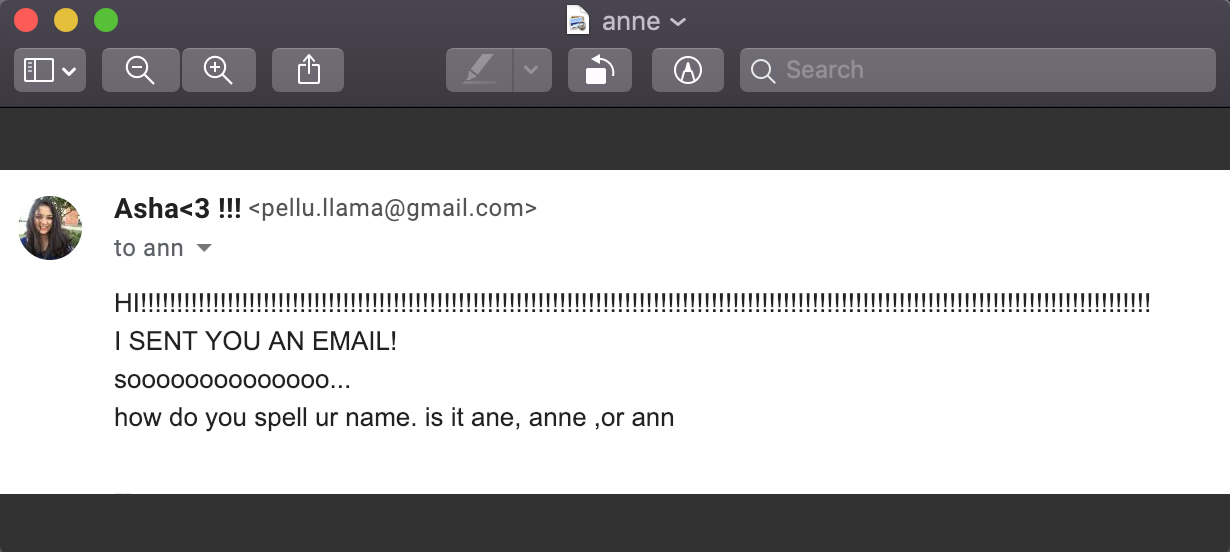 anne
Search
Asha<3 !!! <pellu.llama@gmail.com>
to ann
HI!!!!!!!!!!!!!!!!!!!!!!!!!!!!!!!!!!!!!!!!!!!!!!!!!!!!!!!!!!!!!!!!!!!!!!!!!!!!!!!!!!!!!!!!!!!!!!!!!!!!!!!!!!!!!!!!!!!!!!!!!!!!!!!!!!!!!!!!!!!!
I SENT YOU AN EMAIL!
soooooooooooooo...
how do you spell ur name. is it ane, anne ,or ann